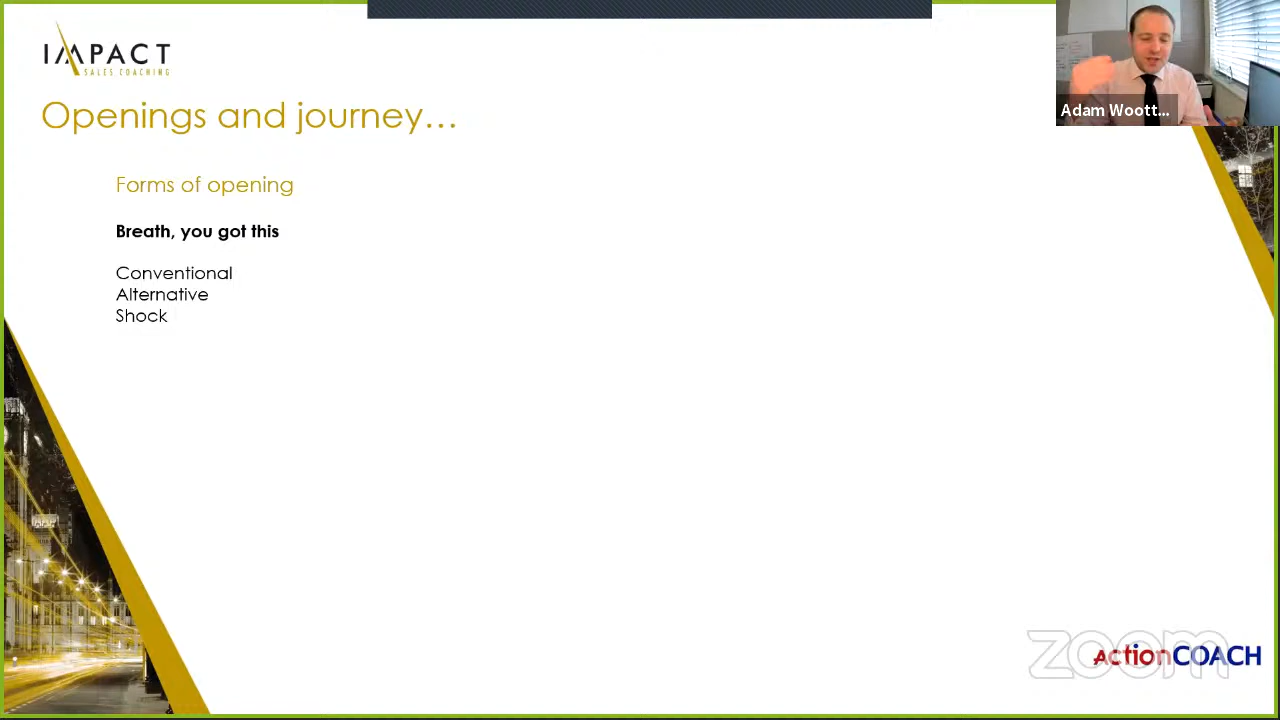 IMPACT
SALES COACHING
Adam Woott...
Openings and journey...
Forms of opening
Breath, you got this
Conventional
Alternative
Shock
zoom
ActionCOACH